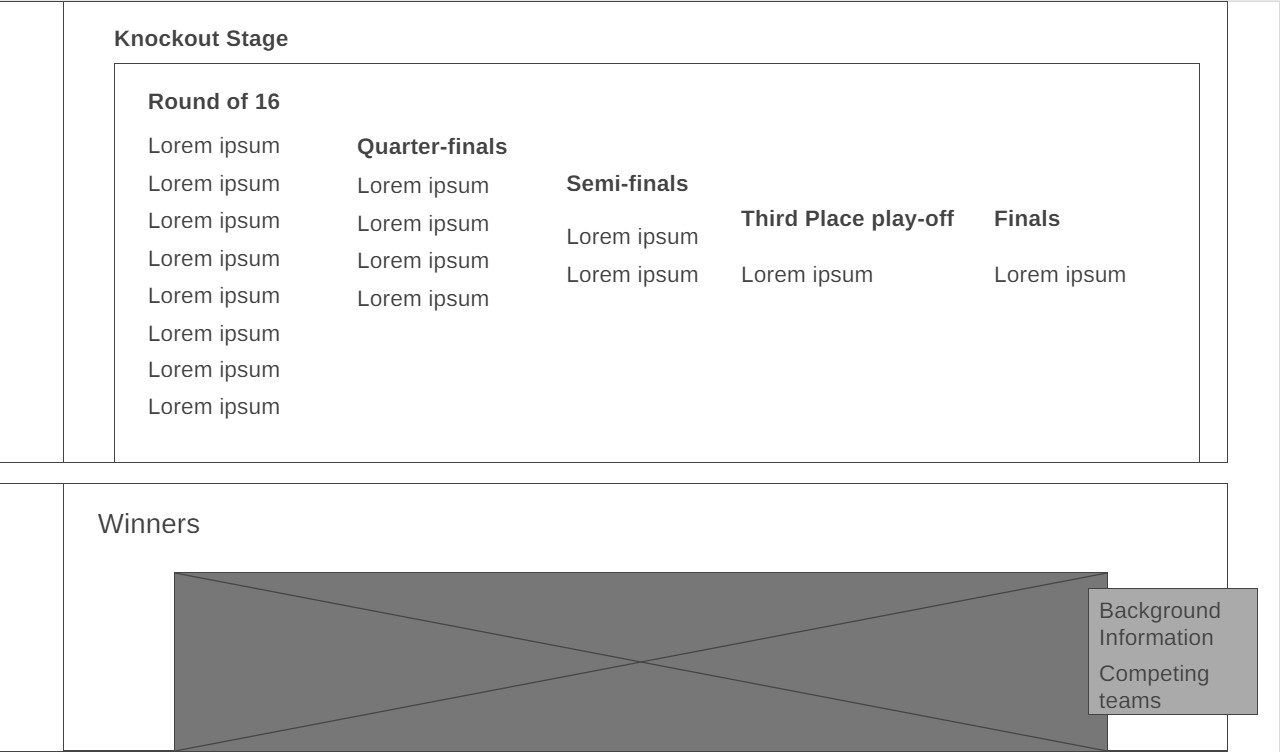 Knockout Stage
Round of 16
Lorem ipsum
Lorem ipsum
Lorem ipsum
Lorem ipsum
Lorem ipsum
Lorem ipsum
Lorem ipsum
Lorem ipsum
Quarter-finals
Lorem ipsum
Lorem ipsum
Lorem ipsum
Lorem ipsum
Semi-finals
Lorem ipsum
Lorem ipsum
Third Place play-off
Lorem ipsum
Finals
Lorem ipsum
Winners
Background
Information
Competing
teams